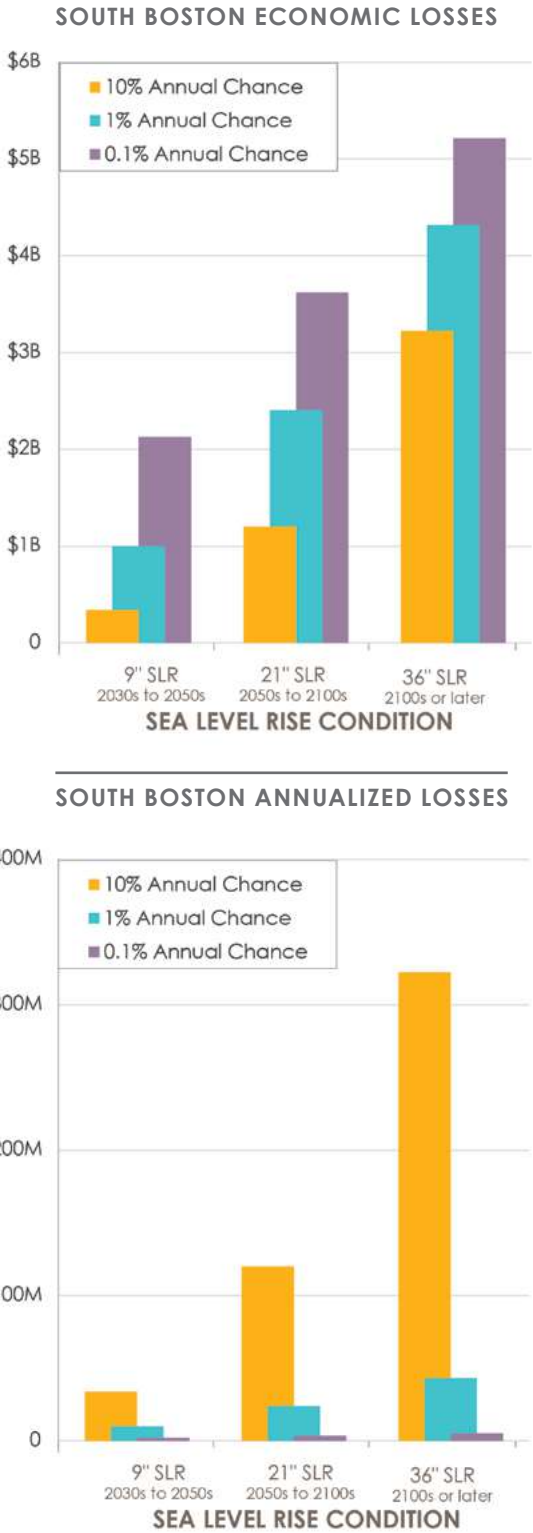 SOUTH BOSTON ECONOMIC LOSSES
$6B
10% Annual Chance
1% Annual Chance
0.1% Annual Chance
$5B
$4B
$3B
$2B
$1B
0
9" SLR 21" SLR 36" SLR
2030s to 2050s 2050s to 2100s 2100s or later
SEA LEVEL RISE CONDITION
SOUTH BOSTON ANNUALIZED LOSSES
00M
10% Annual Chance
1% Annual Chance
0.1% Annual Chance
00M
00M
00M
0
9" SLR 21" SLR 36" SLR
2030s to 2050s 2050s to 2100s 2100s or later
SEA LEVEL RISE CONDITION